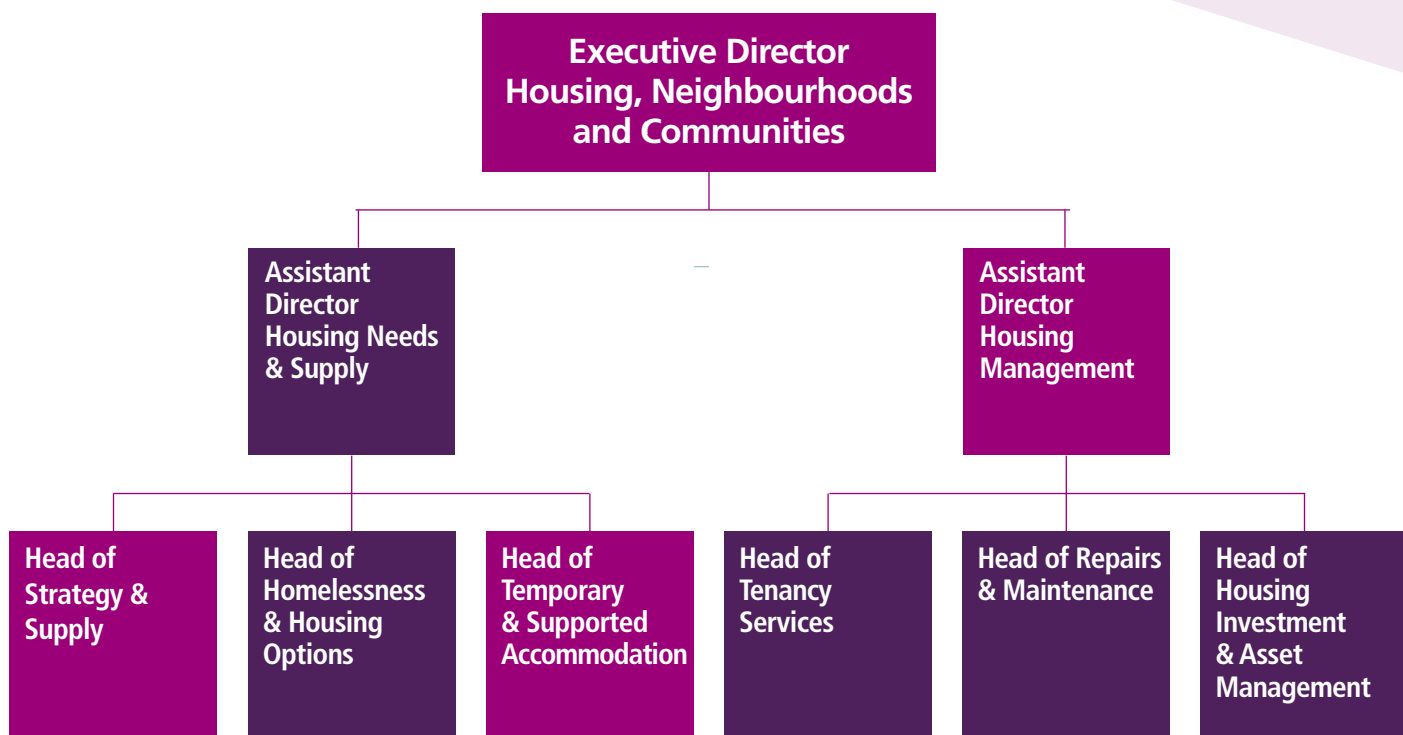 Executive Director
Housing, Neighbourhoods
and Communities
Assistant
Director
Housing Needs
& Supply
Assistant
Director
Housing
Management
Head of
Strategy &
Supply
Head of
Homelessness
& Housing
Options
Head of
Temporary
& Supported
Accommodation
Head of
Tenancy
Services
Head of Repairs
& Maintenance
Head of
Housing
Investment
& Asset
Management